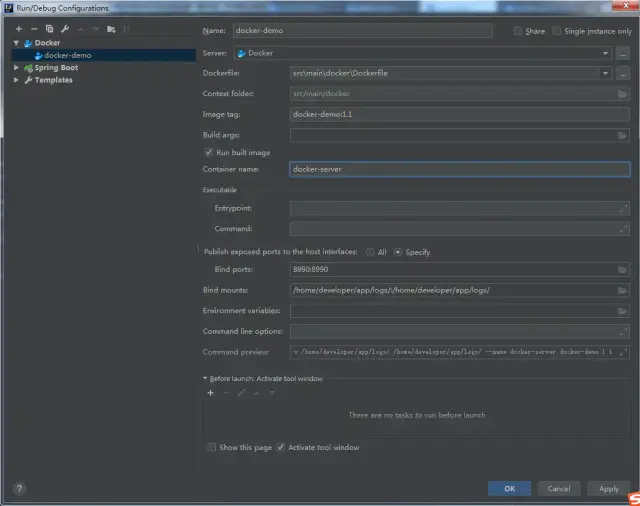 Run/Debug Configurations
Name: docker-demo
Share
Single instance only
Docker
docker-demo
Spring Boot
Templates
Server: Docker
Dockerfile: src\main\docker\Dockerfile
Context folder: src/main/docker
Image tag: docker-demo:1.1
Build args:
Run built image
Container name: docker-server
Executable
Entrypoint:
Command:
Publish exposed ports to the host interfaces: All Specify
Bind ports: 8990:8990
Bind mounts: /home/developer/app/logs/:/home/developer/app/logs/
Environment variables:
Command line options:
Command preview: v /home/developer/app/logs/ /home/developer/app/logs/ --name docker-server docker-demo:1.1
Before launch: Activate tool window
There are no tasks to run before launch
Show this page
Activate tool window
OK
Cancel
Apply